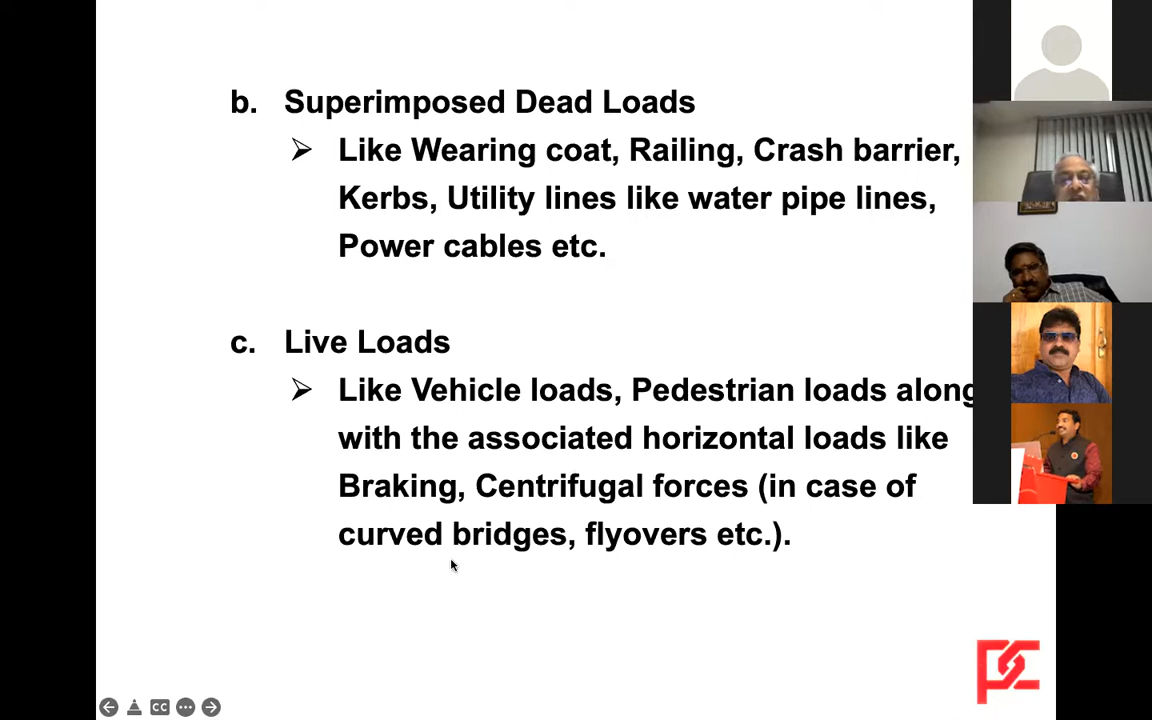 b. Superimposed Dead Loads
➢ Like Wearing coat, Railing, Crash barrier,
Kerbs, Utility lines like water pipe lines,
Power cables etc.
c. Live Loads
➢ Like Vehicle loads, Pedestrian loads along
with the associated horizontal loads like
Braking, Centrifugal forces (in case of
curved bridges, flyovers etc.).
CC